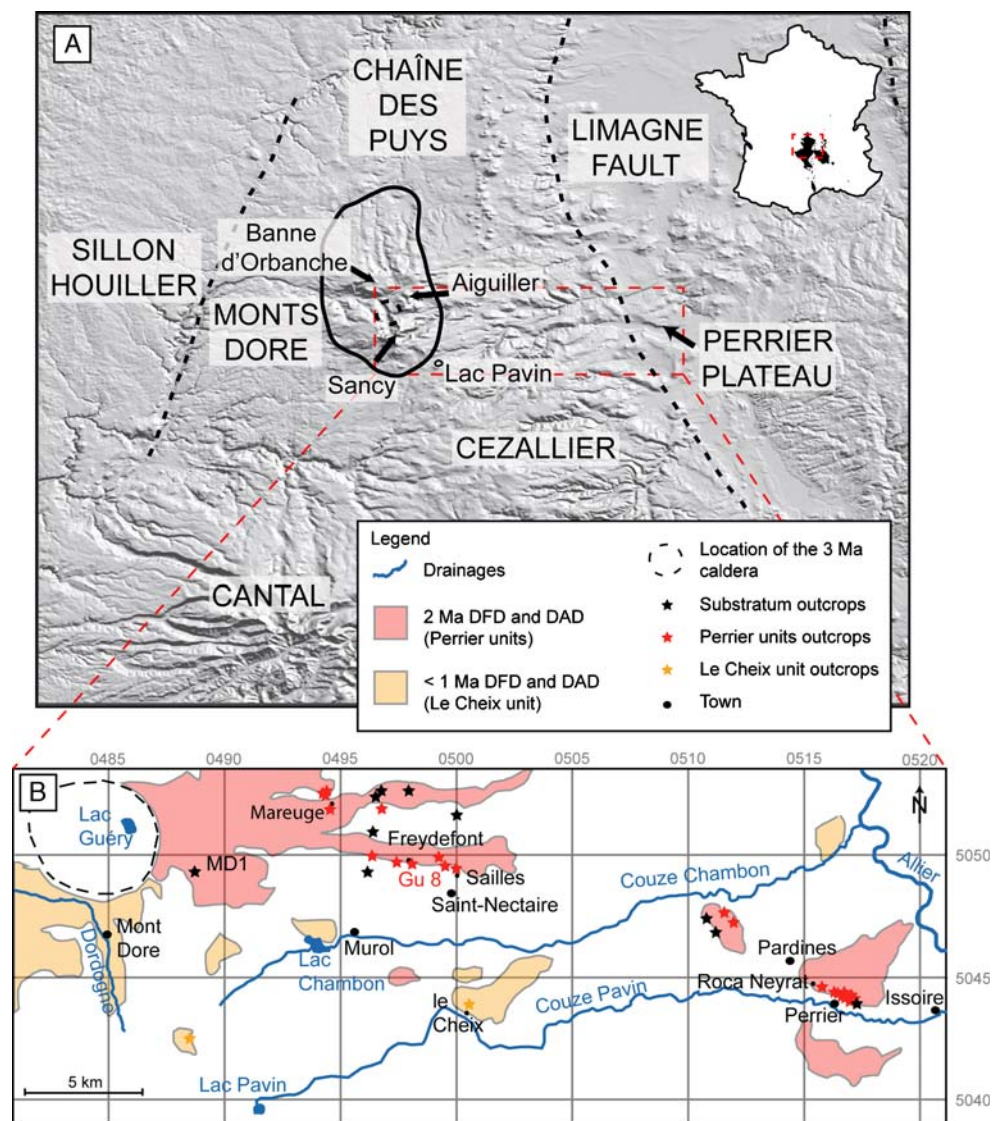 A
CHAÎNE
DES
PUYS
LIMAGNE
FAULT
Banne
d'Orbanche
SILLON
HOUILLER
Aiguiller
MONTS
DORE
PERRIER
PLATEAU
Sancy
Lac Pavin
CEZALLIER
CANTAL
Legend
Drainages
2 Ma DFD and DAD
(Perrier units)
< 1 Ma DFD and DAD
(Le Cheix unit)
Location of the 3 Ma
caldera
Substratum outcrops
Perrier units outcrops
Le Cheix unit outcrops
Town
0485
0490
0495
0500
0510
0515
0520
B
N
Lac
Guéry
Mareuge
Freydefont
MD1
Gu 8
Sailles
Saint-Nectaire
5050
Couze Chambon
Allier
Mont
Dore
Dordogne
Murol
Lac
Chambon
Pardines
Roca Neyrat
5045
le
Cheix
Couze Pavin
Perrier
Issoire
5 km
Lac Pavin
5040